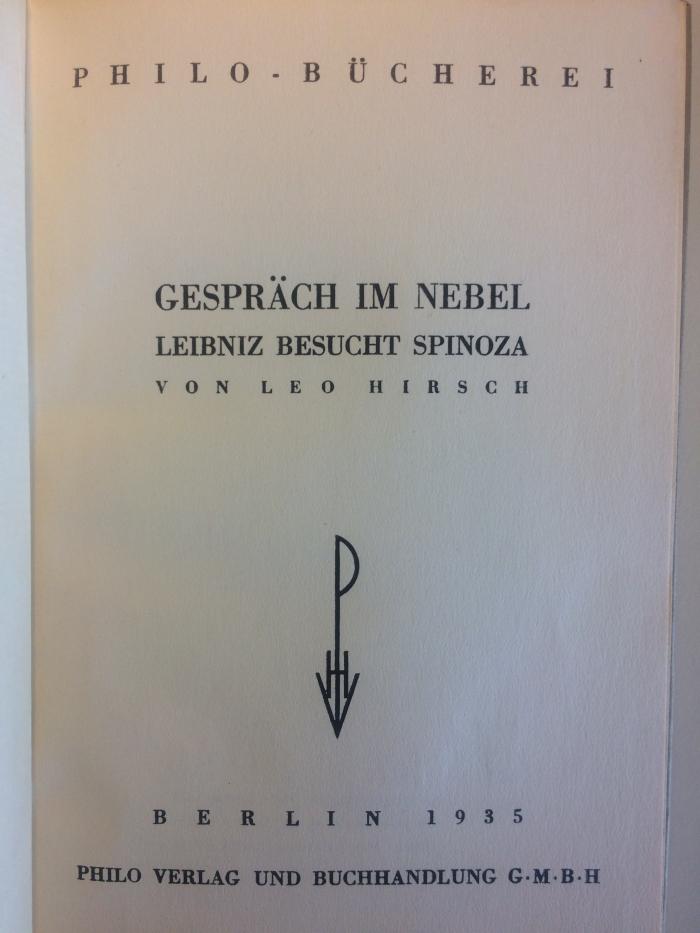 PHILO-BÜCHEREI
GESPRÄCH IM NEBEL
LEIBNIZ BESUCHT SPINOZA
VON LEO HIRSCH
BERLIN 1935
PHILO VERLAG UND BUCHHANDLUNG G·M·B·H